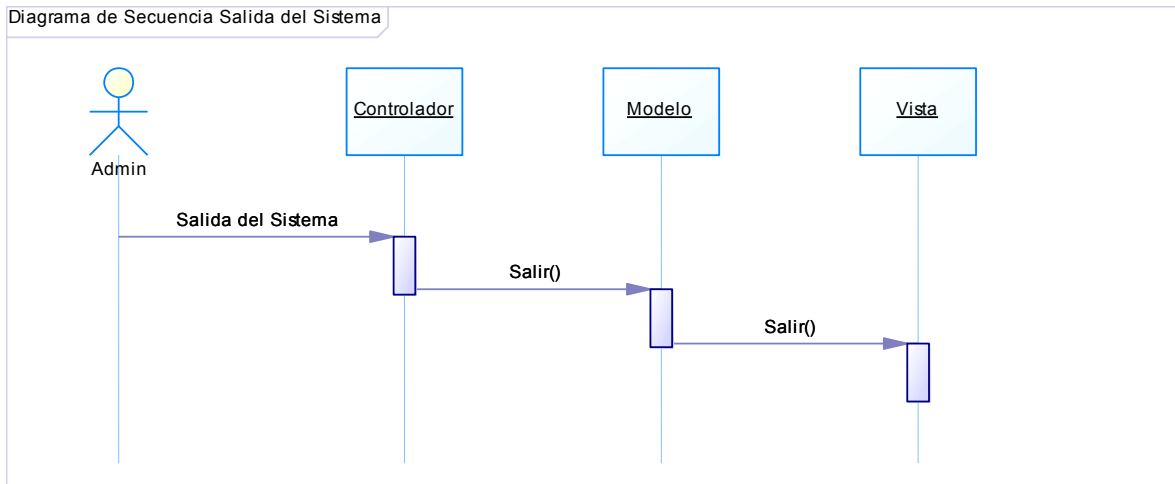 Diagrama de Secuencia Salida del Sistema
Controlador
Modelo
Vista
Admin
Salida del Sistema
Salir()
Salir()